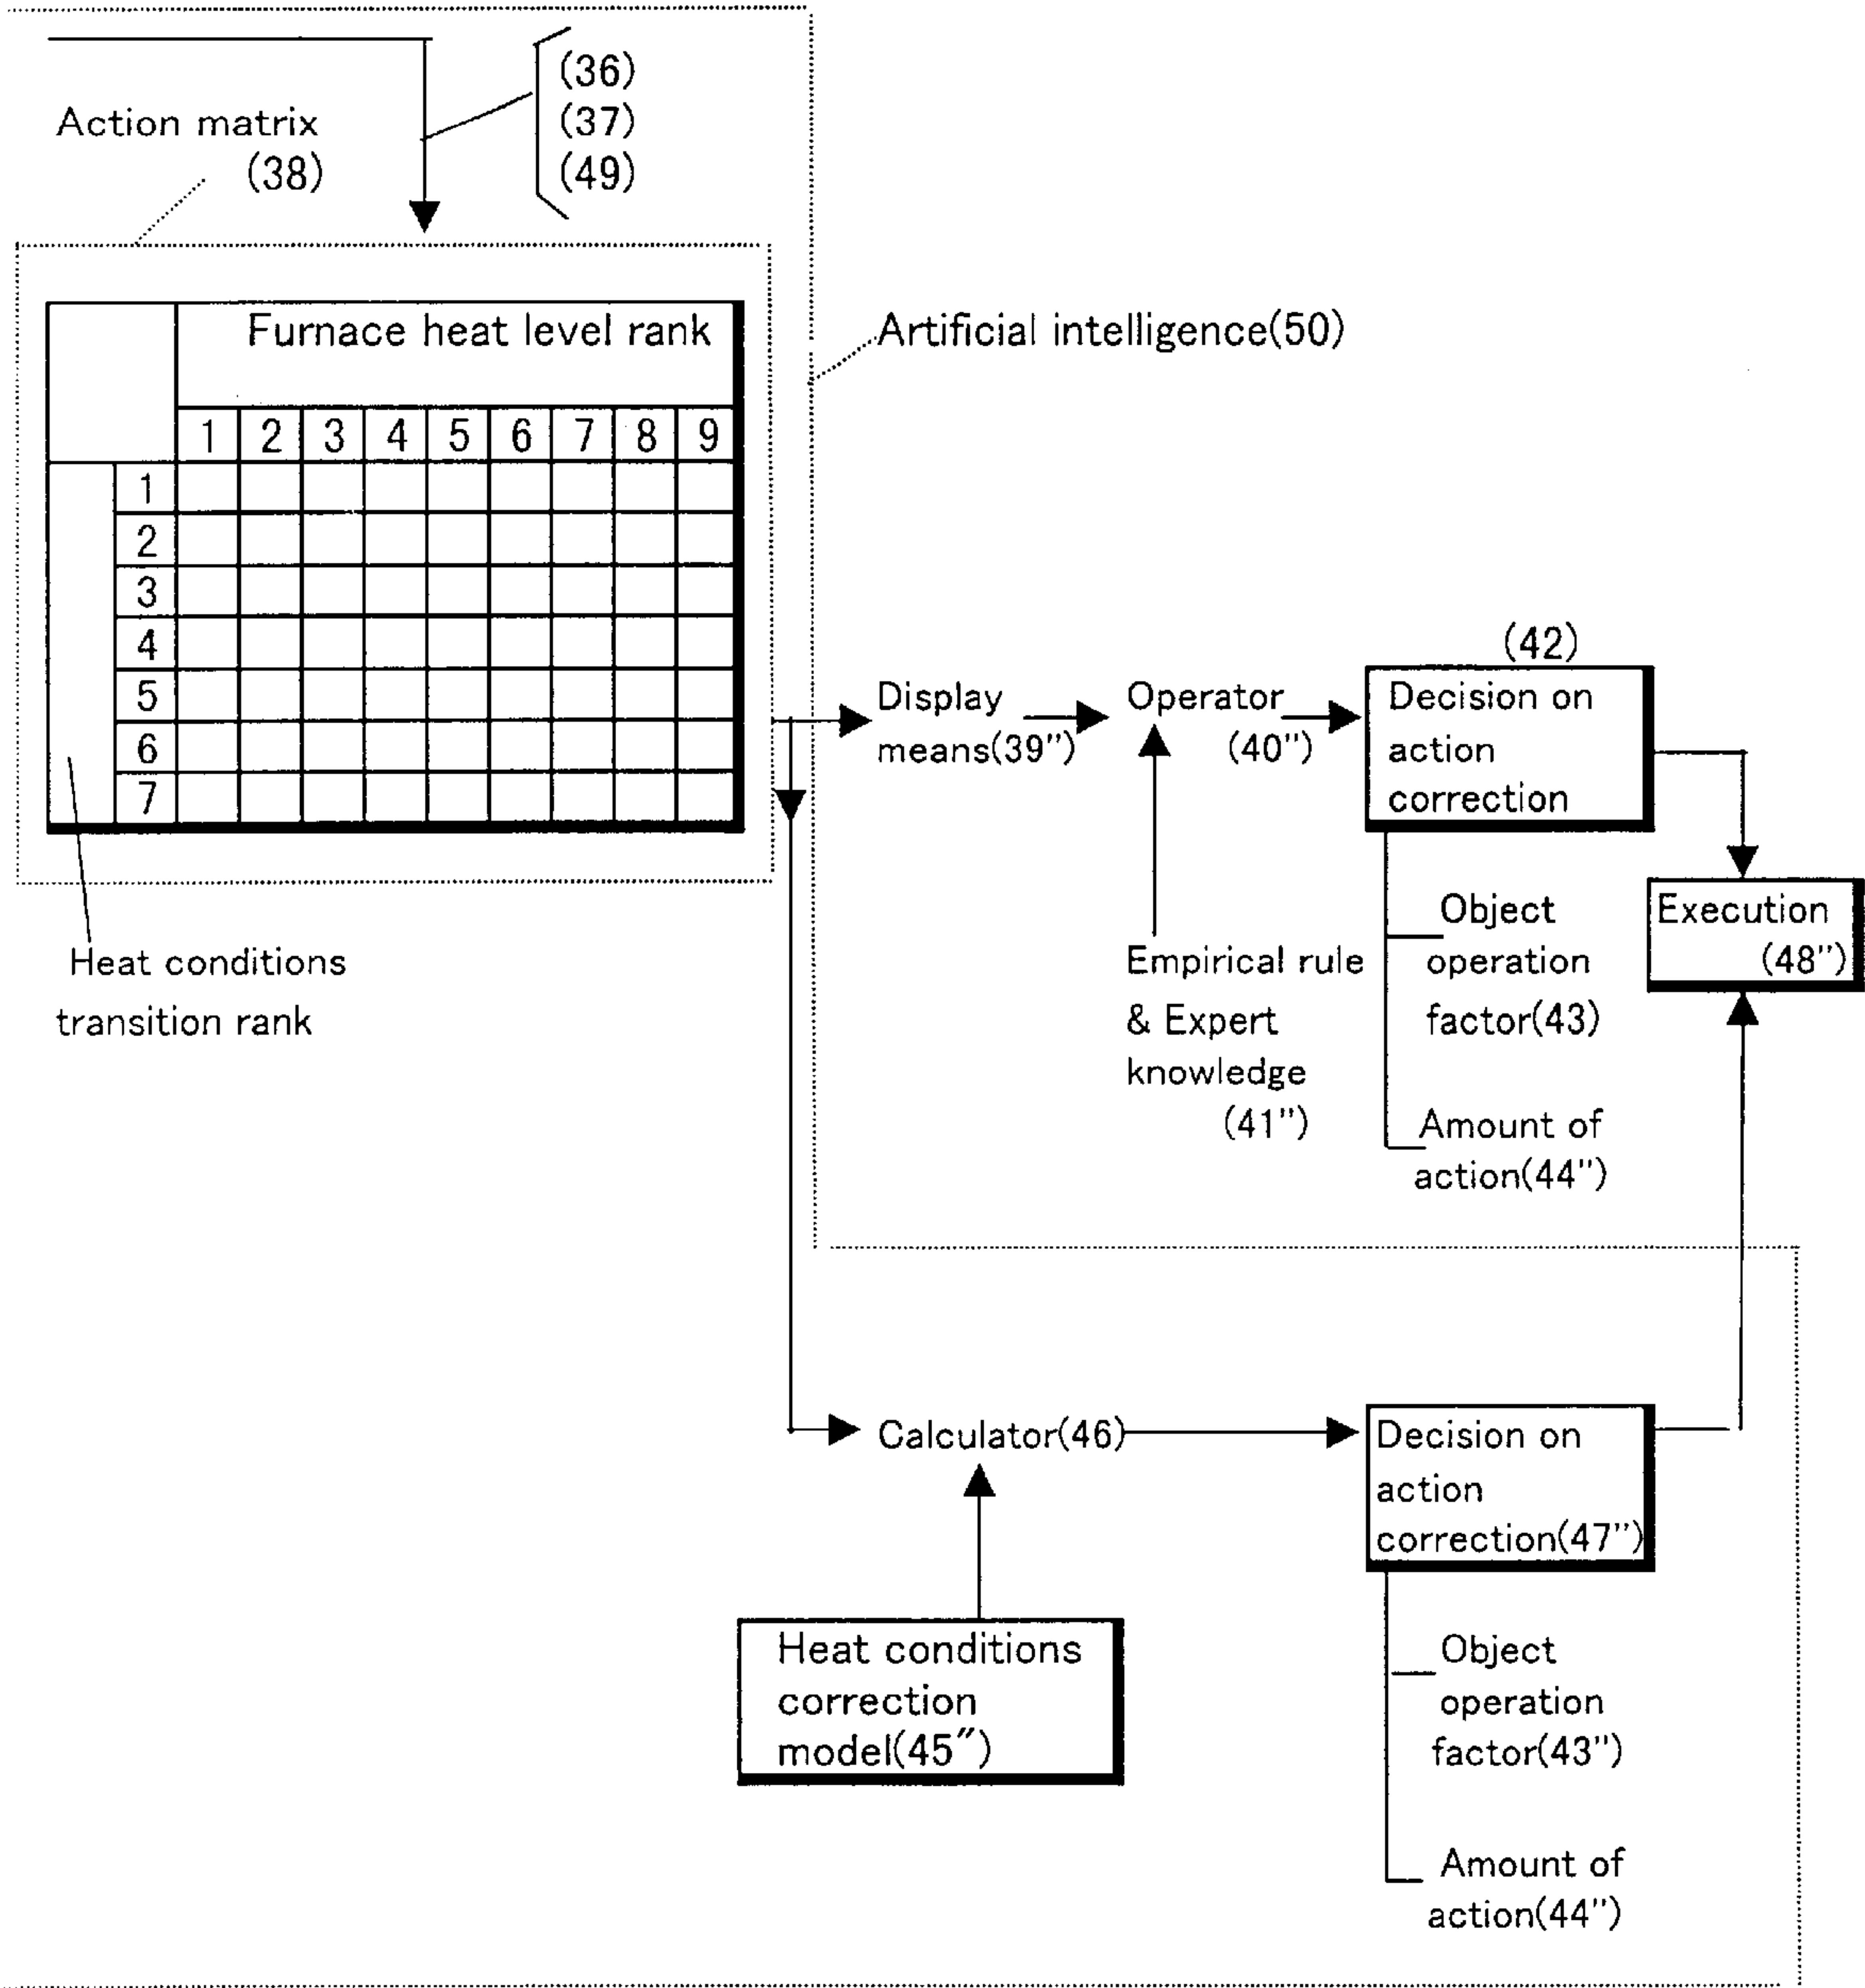 (36)
(37)
(49)
Action matrix
(38)
Furnace heat level rank
1 2 3 4 5 6 7 8 9
1
2
3
4
5
6
7
Heat conditions
transition rank
Artificial intelligence(50)
Display
means(39")
Operator
(40")
Empirical rule
& Expert
knowledge
(41")
(42)
Decision on
action
correction
Object
operation
factor(43)
Amount of
action(44")
Execution
(48")
Calculator(46)
Heat conditions
correction
model(45")
Decision on
action
correction(47")
Object
operation
factor(43")
Amount of
action(44")